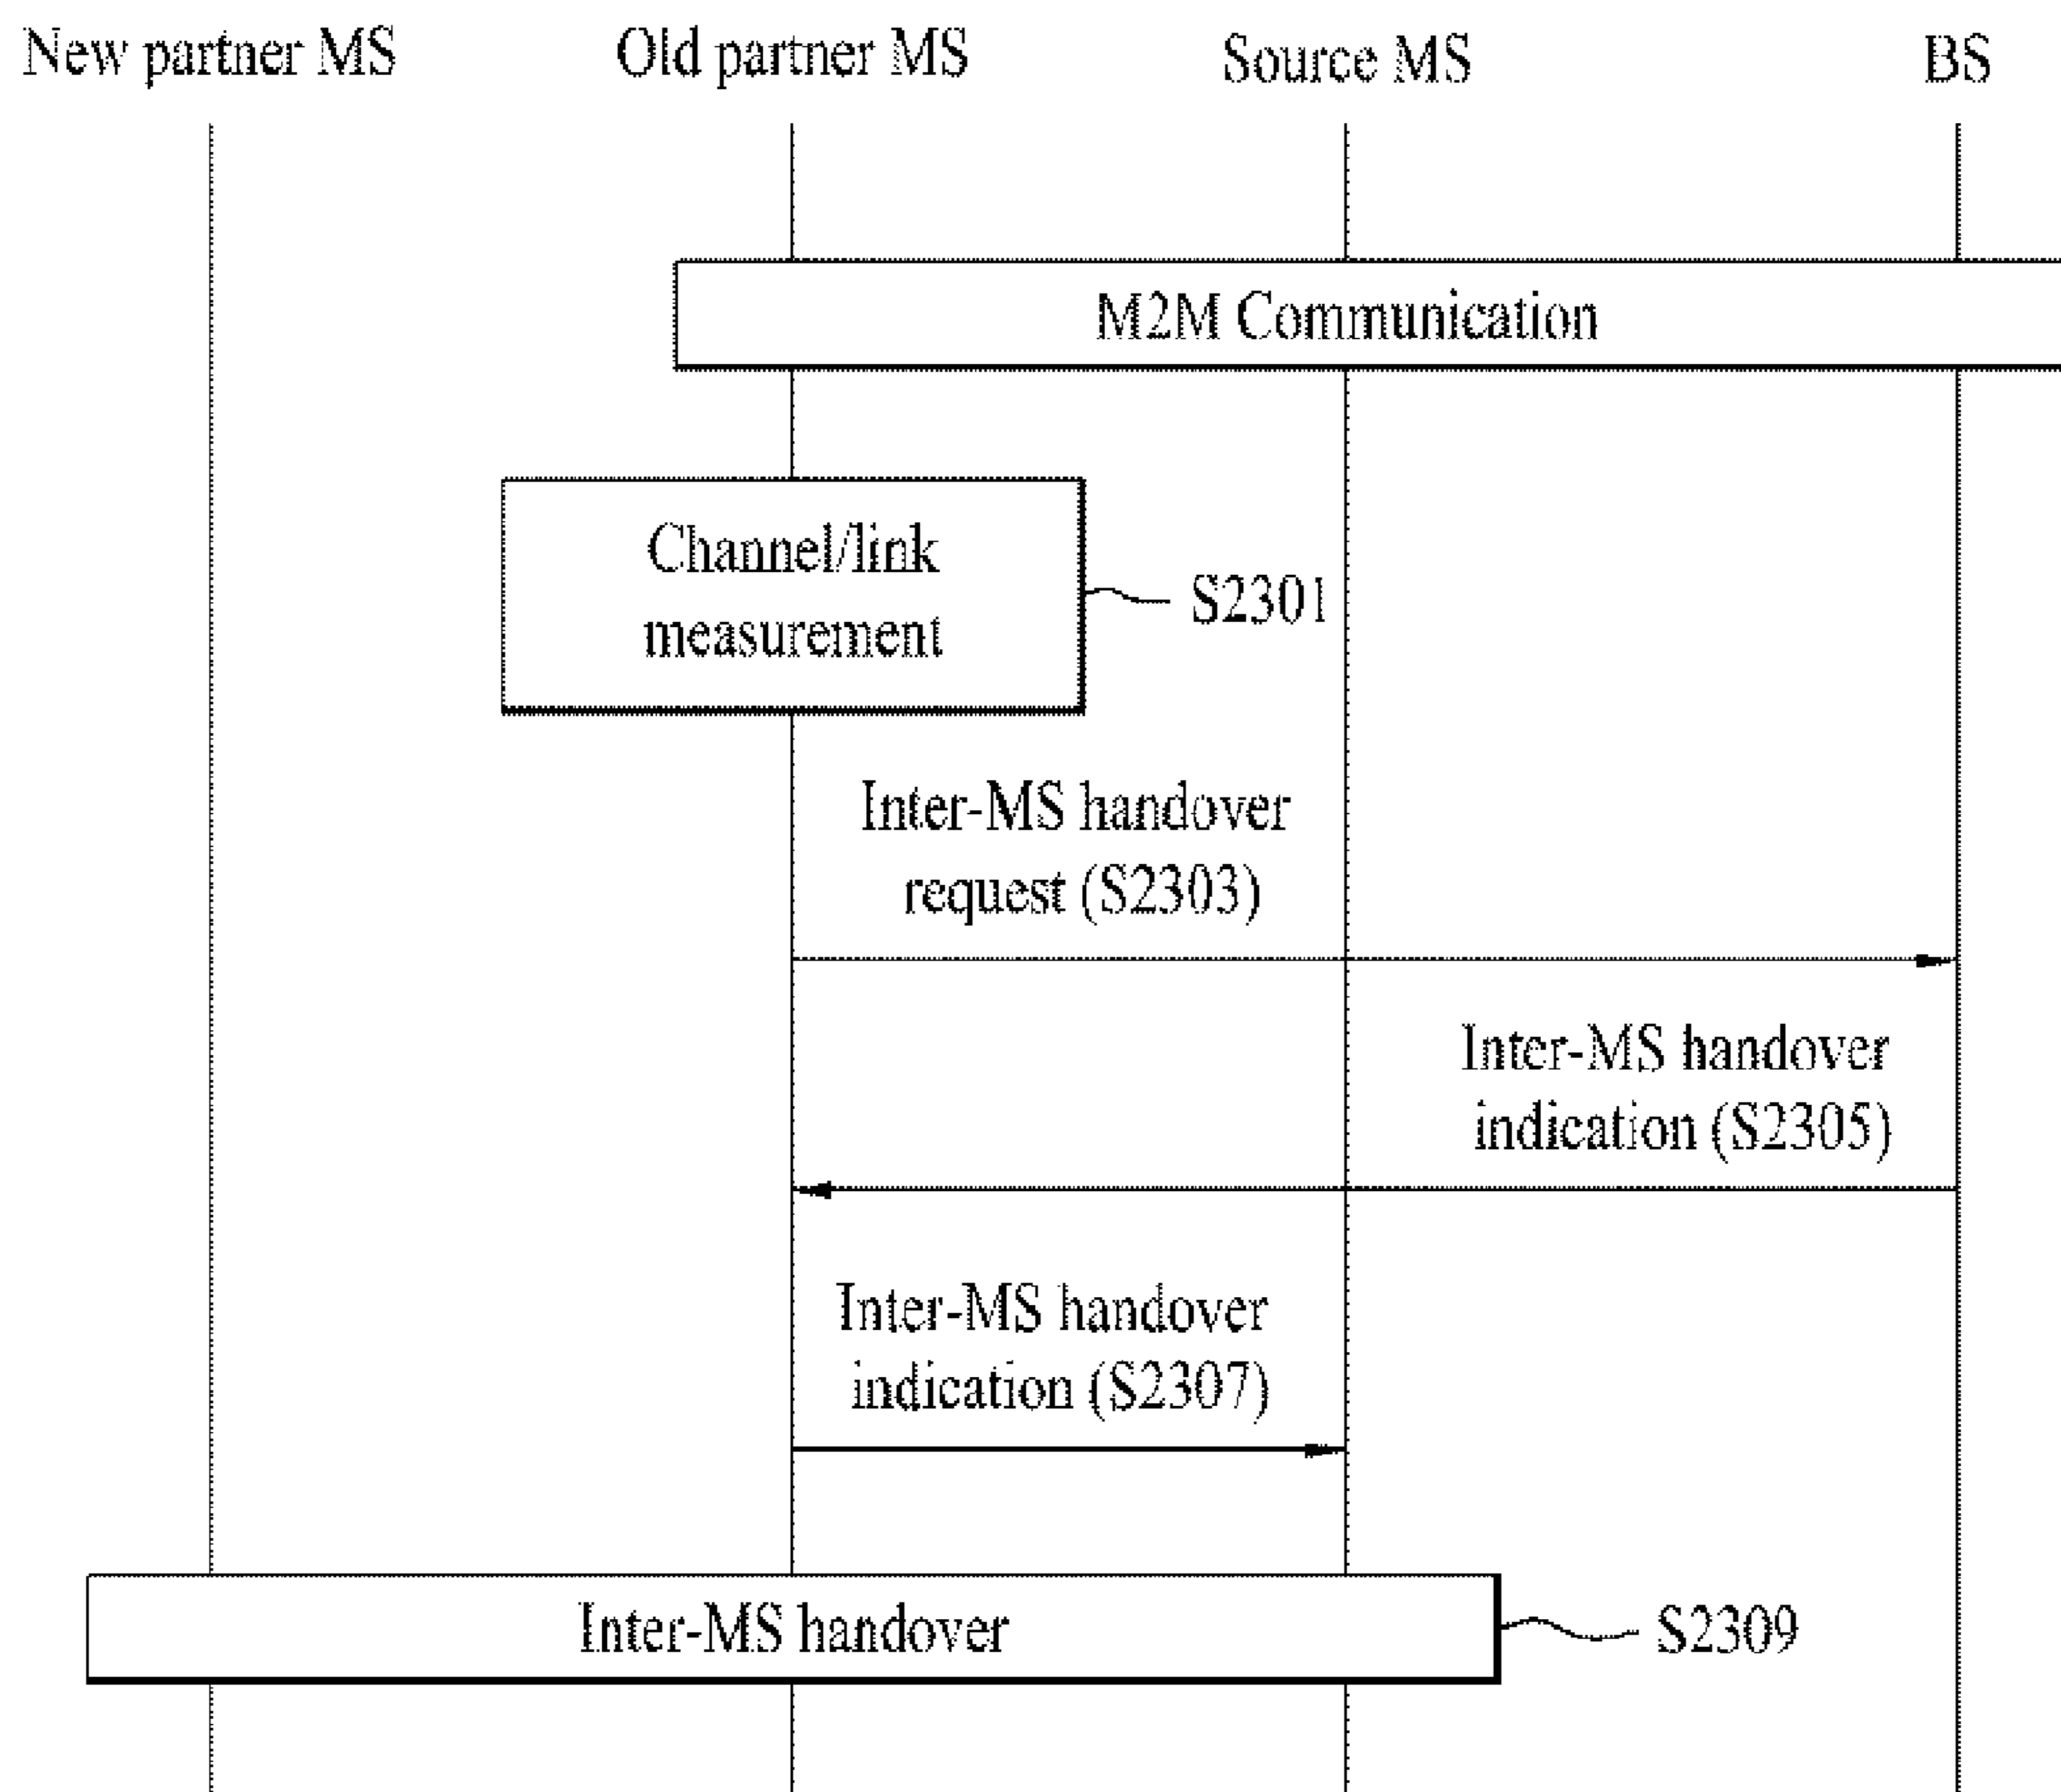 New partner MS
Old partner MS
Source MS
BS
M2M Communication
Channel/link
measurement
S2301
Inter-MS handover
request (S2303)
Inter-MS handover
indication (S2305)
Inter-MS handover
indication (S2307)
Inter-MS handover
S2309